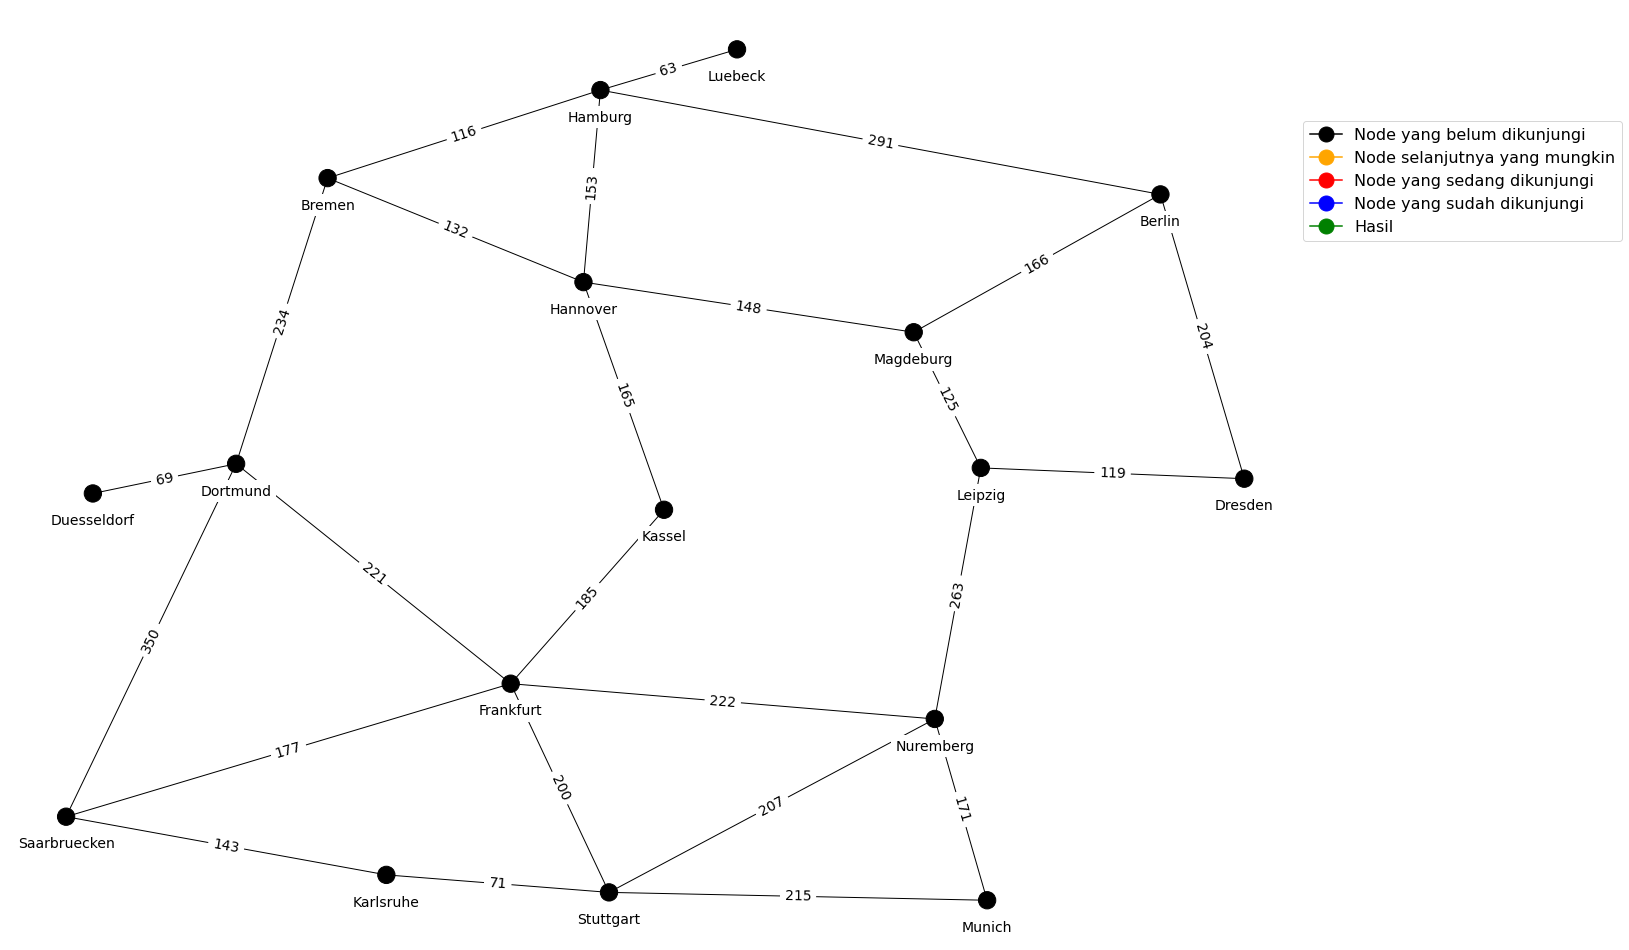 63
Luebeck
Hamburg
116
291
Node yang belum dikunjungi
Node selanjutnya yang mungkin
Node yang sedang dikunjungi
Node yang sudah dikunjungi
Hasil
153
Bremen
132
Berlin
166
Hannover
148
234
204
Magdeburg
165
125
69
Dortmund
119
Leipzig
Dresden
Duesseldorf
Kassel
221
185
263
350
222
Frankfurt
177
Nuremberg
200
207
171
Saarbruecken
143
71
215
Karlsruhe
Stuttgart
Munich